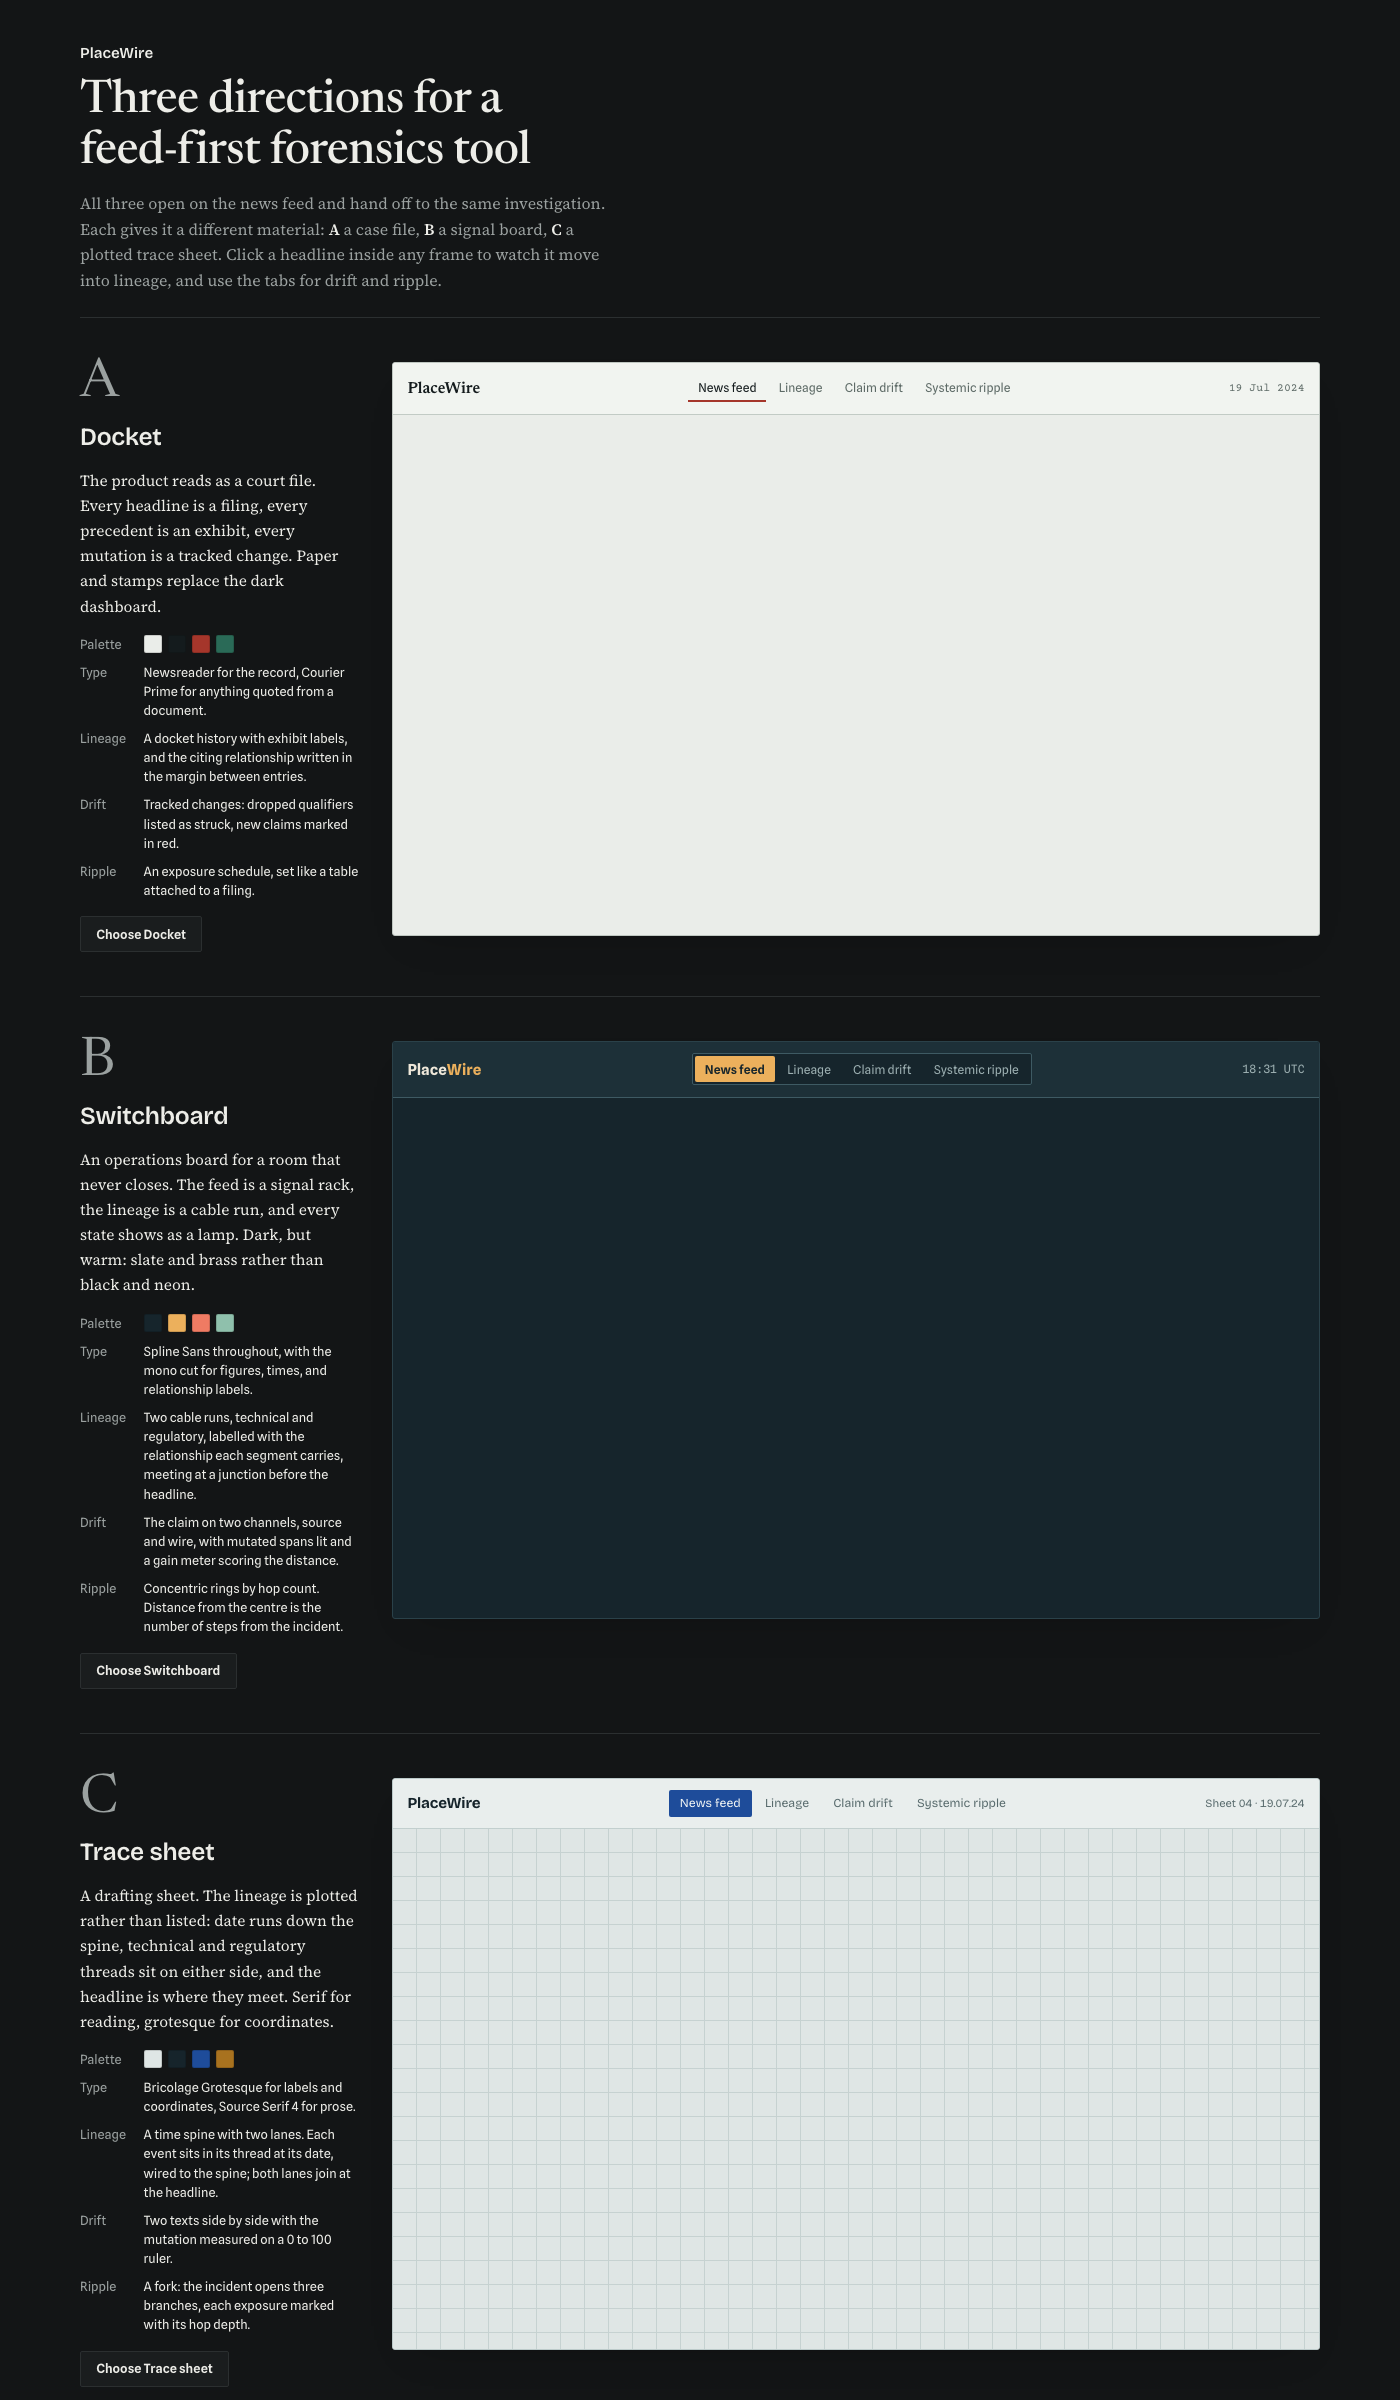 PlaceWire
Three directions for a
feed-first forensics tool
All three open on the news feed and hand off to the same investigation.
Each gives it a different material: A a case file, B a signal board, C a
plotted trace sheet. Click a headline inside any frame to watch it move
into lineage, and use the tabs for drift and ripple.
A
Docket
The product reads as a court file.
Every headline is a filing, every
precedent is an exhibit, every
mutation is a tracked change. Paper
and stamps replace the dark
dashboard.
Palette
Type
Newsreader for the record, Courier
Prime for anything quoted from a
document.
Lineage
A docket history with exhibit labels,
and the citing relationship written in
the margin between entries.
Drift
Tracked changes: dropped qualifiers
listed as struck, new claims marked
in red.
Ripple
An exposure schedule, set like a table
attached to a filing.
Choose Docket
PlaceWire
News feed
Lineage
Claim drift
Systemic ripple
19 Jul 2024
B
Switchboard
An operations board for a room that
never closes. The feed is a signal rack,
the lineage is a cable run, and every
state shows as a lamp. Dark, but
warm: slate and brass rather than
black and neon.
Palette
Type
Spline Sans throughout, with the
mono cut for figures, times, and
relationship labels.
Lineage
Two cable runs, technical and
regulatory, labelled with the
relationship each segment carries,
meeting at a junction before the
headline.
Drift
The claim on two channels, source
and wire, with mutated spans lit and
a gain meter scoring the distance.
Ripple
Concentric rings by hop count.
Distance from the centre is the
number of steps from the incident.
Choose Switchboard
PlaceWire
News feed
Lineage
Claim drift
Systemic ripple
18:31 UTC
C
Trace sheet
A drafting sheet. The lineage is plotted
rather than listed: date runs down the
spine, technical and regulatory
threads sit on either side, and the
headline is where they meet. Serif for
reading, grotesque for coordinates.
Palette
Type
Bricolage Grotesque for labels and
coordinates, Source Serif 4 for prose.
Lineage
A time spine with two lanes. Each
event sits in its thread at its date,
wired to the spine; both lanes join at
the headline.
Drift
Two texts side by side with the
mutation measured on a 0 to 100
ruler.
Ripple
A fork: the incident opens three
branches, each exposure marked
with its hop depth.
Choose Trace sheet
PlaceWire
News feed
Lineage
Claim drift
Systemic ripple
Sheet 04 · 19.07.24